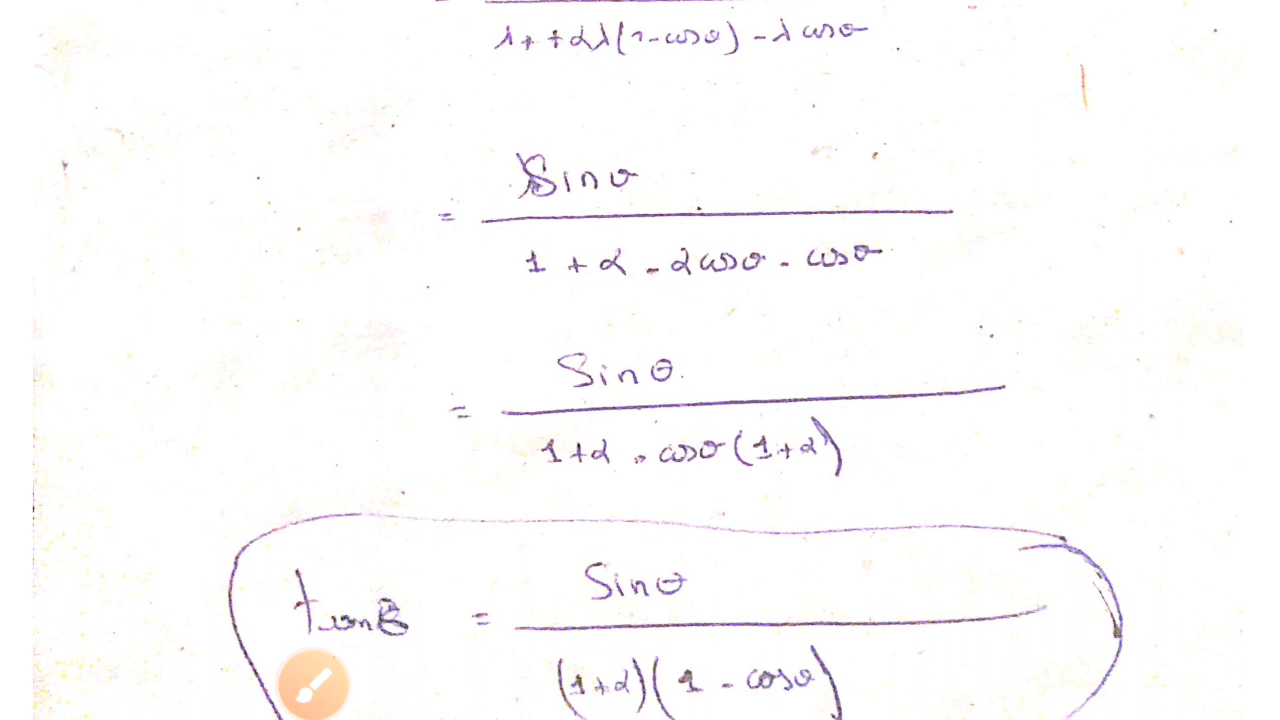 =
λ+ +αλ(1-cosθ) - λ cosθ
Sinθ
=
1 + α - αcosθ - cosθ
Sinθ
=
1+α - cosθ(1+α)
Sinθ
tanβ =
(1+α)(1 - cosθ)